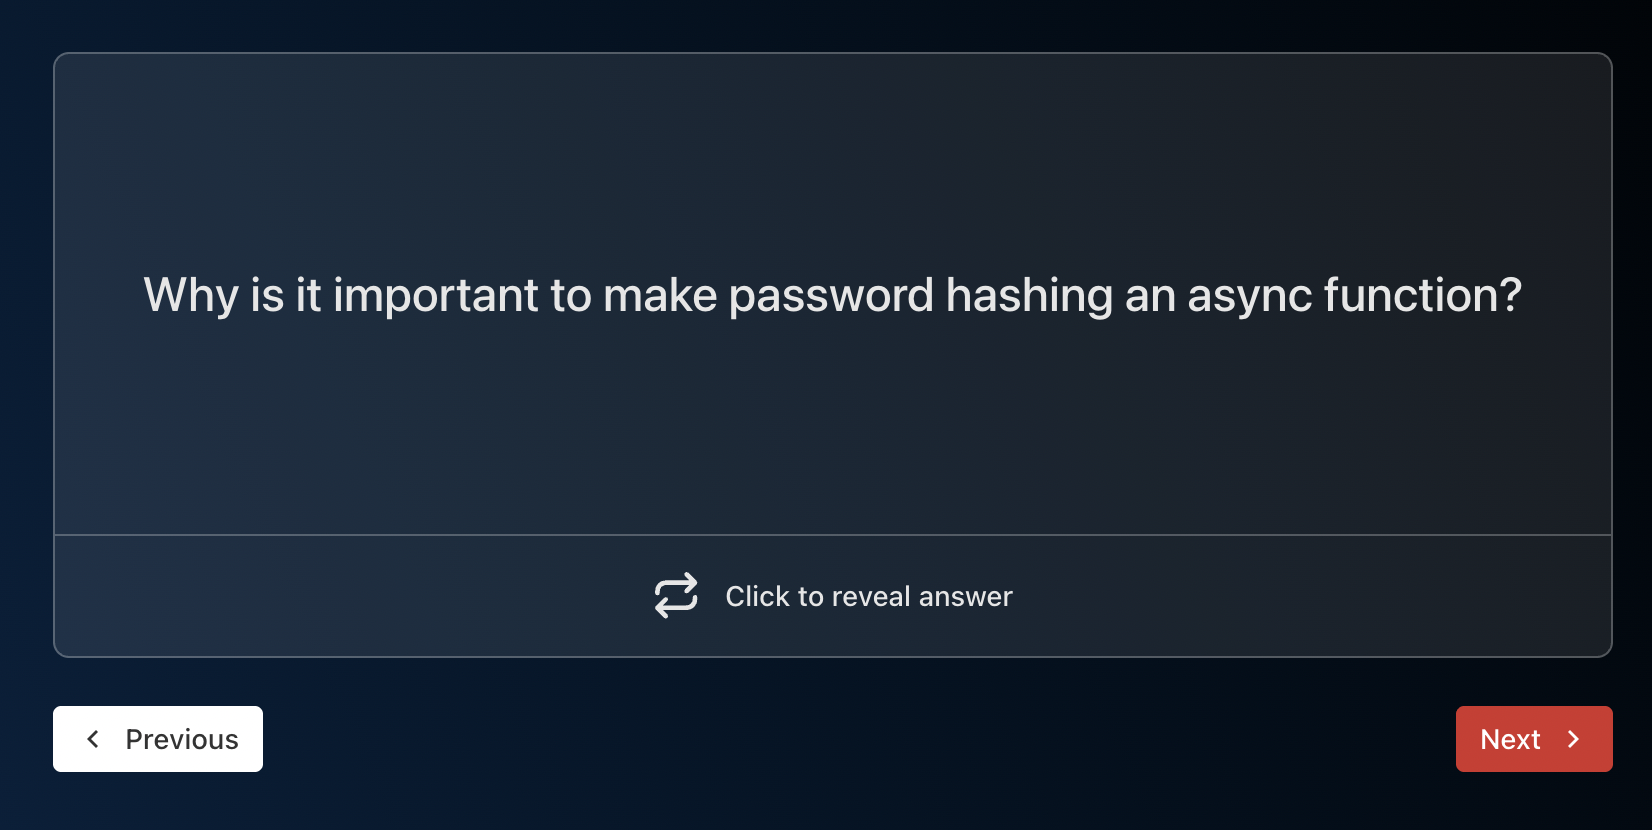 Why is it important to make password hashing an async function?
Click to reveal answer
Previous
Next